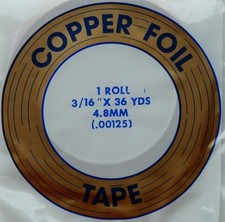 COPPER FOIL
1 ROLL
3/16" X 36 YDS
4.8MM
(.00125)
TAPE